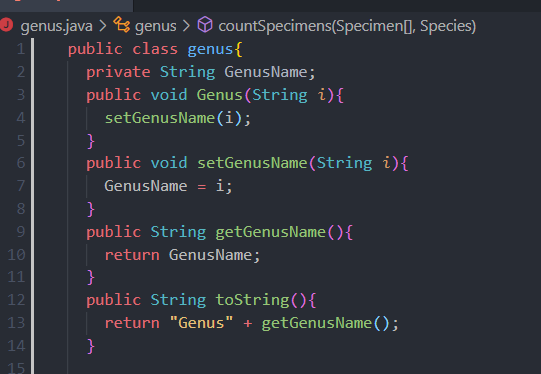 genus.java > genus > countSpecimens(Specimen[], Species)
1 public class genus{
2 private String GenusName;
3 public void Genus(String i){
4 setGenusName(i);
5 }
6 public void setGenusName(String i){
7 GenusName = i;
8 }
9 public String getGenusName(){
10 return GenusName;
11 }
12 public String toString(){
13 return "Genus" + getGenusName();
14 }
15